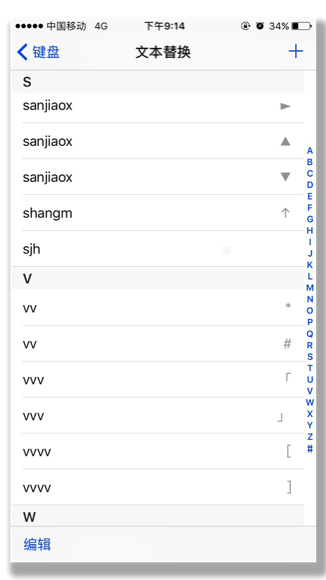 中国移动 4G 下午9:14 34%
键盘 文本替换 +
S
sanjiaox ►
sanjiaox ▲
sanjiaox ▼
shangm ↑
sjh
V
vv *
vv #
vvv 「
vvv 」
vvvv [
vvvv ]
W
编辑
A
B
C
D
E
F
G
H
I
J
K
L
M
N
O
P
Q
R
S
T
U
V
W
X
Y
Z
#